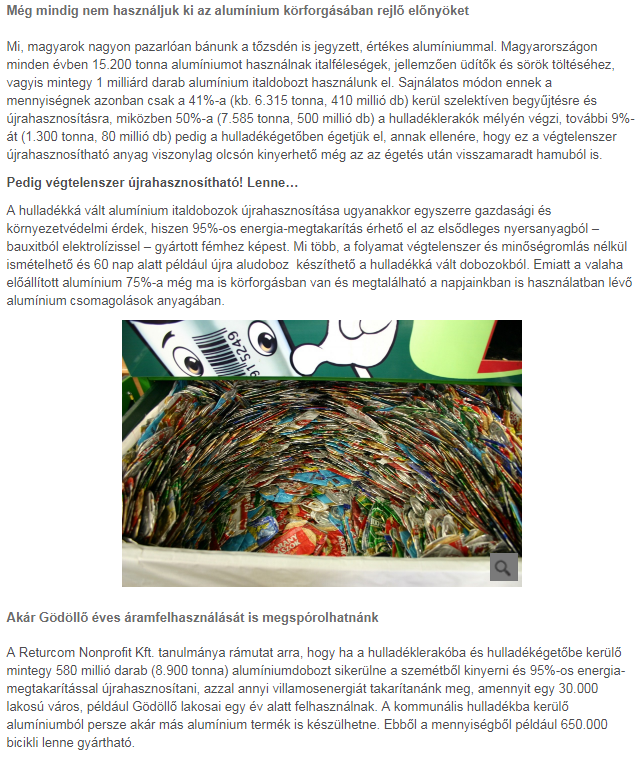 Még mindig nem használjuk ki az alumínium körforgásában rejlő előnyöket
Mi, magyarok nagyon pazarlóan bánunk a tőzsdén is jegyzett, értékes alumíniummal. Magyarországon
minden évben 15.200 tonna alumíniumot használnak italféleségek, jellemzően üdítők és sörök töltéséhez,
vagyis mintegy 1 milliárd darab alumínium italdobozt használunk el. Sajnálatos módon ennek a
mennyiségnek azonban csak a 41%-a (kb. 6.315 tonna, 410 millió db) kerül szelektíven begyűjtésre és
újrahasznosításra, miközben 50%-a (7.585 tonna, 500 millió db) a hulladéklerakók mélyén végzi, további 9%-
át (1.300 tonna, 80 millió db) pedig a hulladékégetőben égetjük el, annak ellenére, hogy ez a végtelenszer
újrahasznosítható anyag viszonylag olcsón kinyerhető még az az égetés után visszamaradt hamuból is.
Pedig végtelenszer újrahasznosítható! Lenne…
A hulladékká vált alumínium italdobozok újrahasznosítása ugyanakkor egyszerre gazdasági és
környezetvédelmi érdek, hiszen 95%-os energia-megtakarítás érhető el az elsődleges nyersanyagból –
bauxitból elektrolízissel – gyártott fémhez képest. Mi több, a folyamat végtelenszer és minőségromlás nélkül
ismételhető és 60 nap alatt például újra aludoboz készíthető a hulladékká vált dobozokból. Emiatt a valaha
előállított alumínium 75%-a még ma is körforgásban van és megtalálható a napjainkban is használatban lévő
alumínium csomagolások anyagában.
915249
ARANY
ÁSZOK
Akár Gödöllő éves áramfelhasználását is megspórolhatnánk
A Returcom Nonprofit Kft. tanulmánya rámutat arra, hogy ha a hulladéklerakóba és hulladékégetőbe kerülő
mintegy 580 millió darab (8.900 tonna) alumíniumdobozt sikerülne a szemétből kinyerni és 95%-os energia-
megtakarítással újrahasznosítani, azzal annyi villamosenergiát takarítanánk meg, amennyit egy 30.000
lakosú város, például Gödöllő lakosai egy év alatt felhasználnak. A kommunális hulladékba kerülő
alumíniumból persze akár más alumínium termék is készülhetne. Ebből a mennyiségből például 650.000
bicikli lenne gyártható.